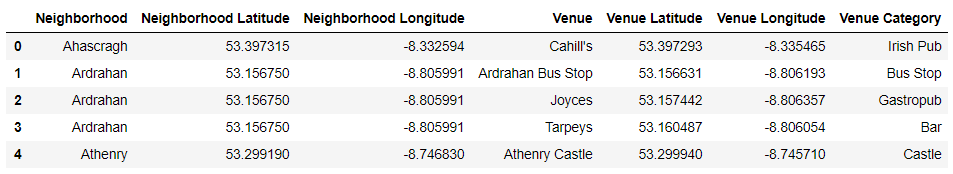 Neighborhood Neighborhood Latitude Neighborhood Longitude Venue Venue Latitude Venue Longitude Venue Category
0 Ahascragh 53.397315 -8.332594 Cahill's 53.397293 -8.335465 Irish Pub
1 Ardrahan 53.156750 -8.805991 Ardrahan Bus Stop 53.156631 -8.806193 Bus Stop
2 Ardrahan 53.156750 -8.805991 Joyces 53.157442 -8.806357 Gastropub
3 Ardrahan 53.156750 -8.805991 Tarpeys 53.160487 -8.806054 Bar
4 Athenry 53.299190 -8.746830 Athenry Castle 53.299940 -8.745710 Castle